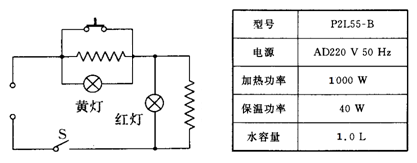 黄灯
红灯
S
型号 P2L55-B
电源 AD220 V 50 Hz
加热功率 1000 W
保温功率 40 W
水容量 1.0 L